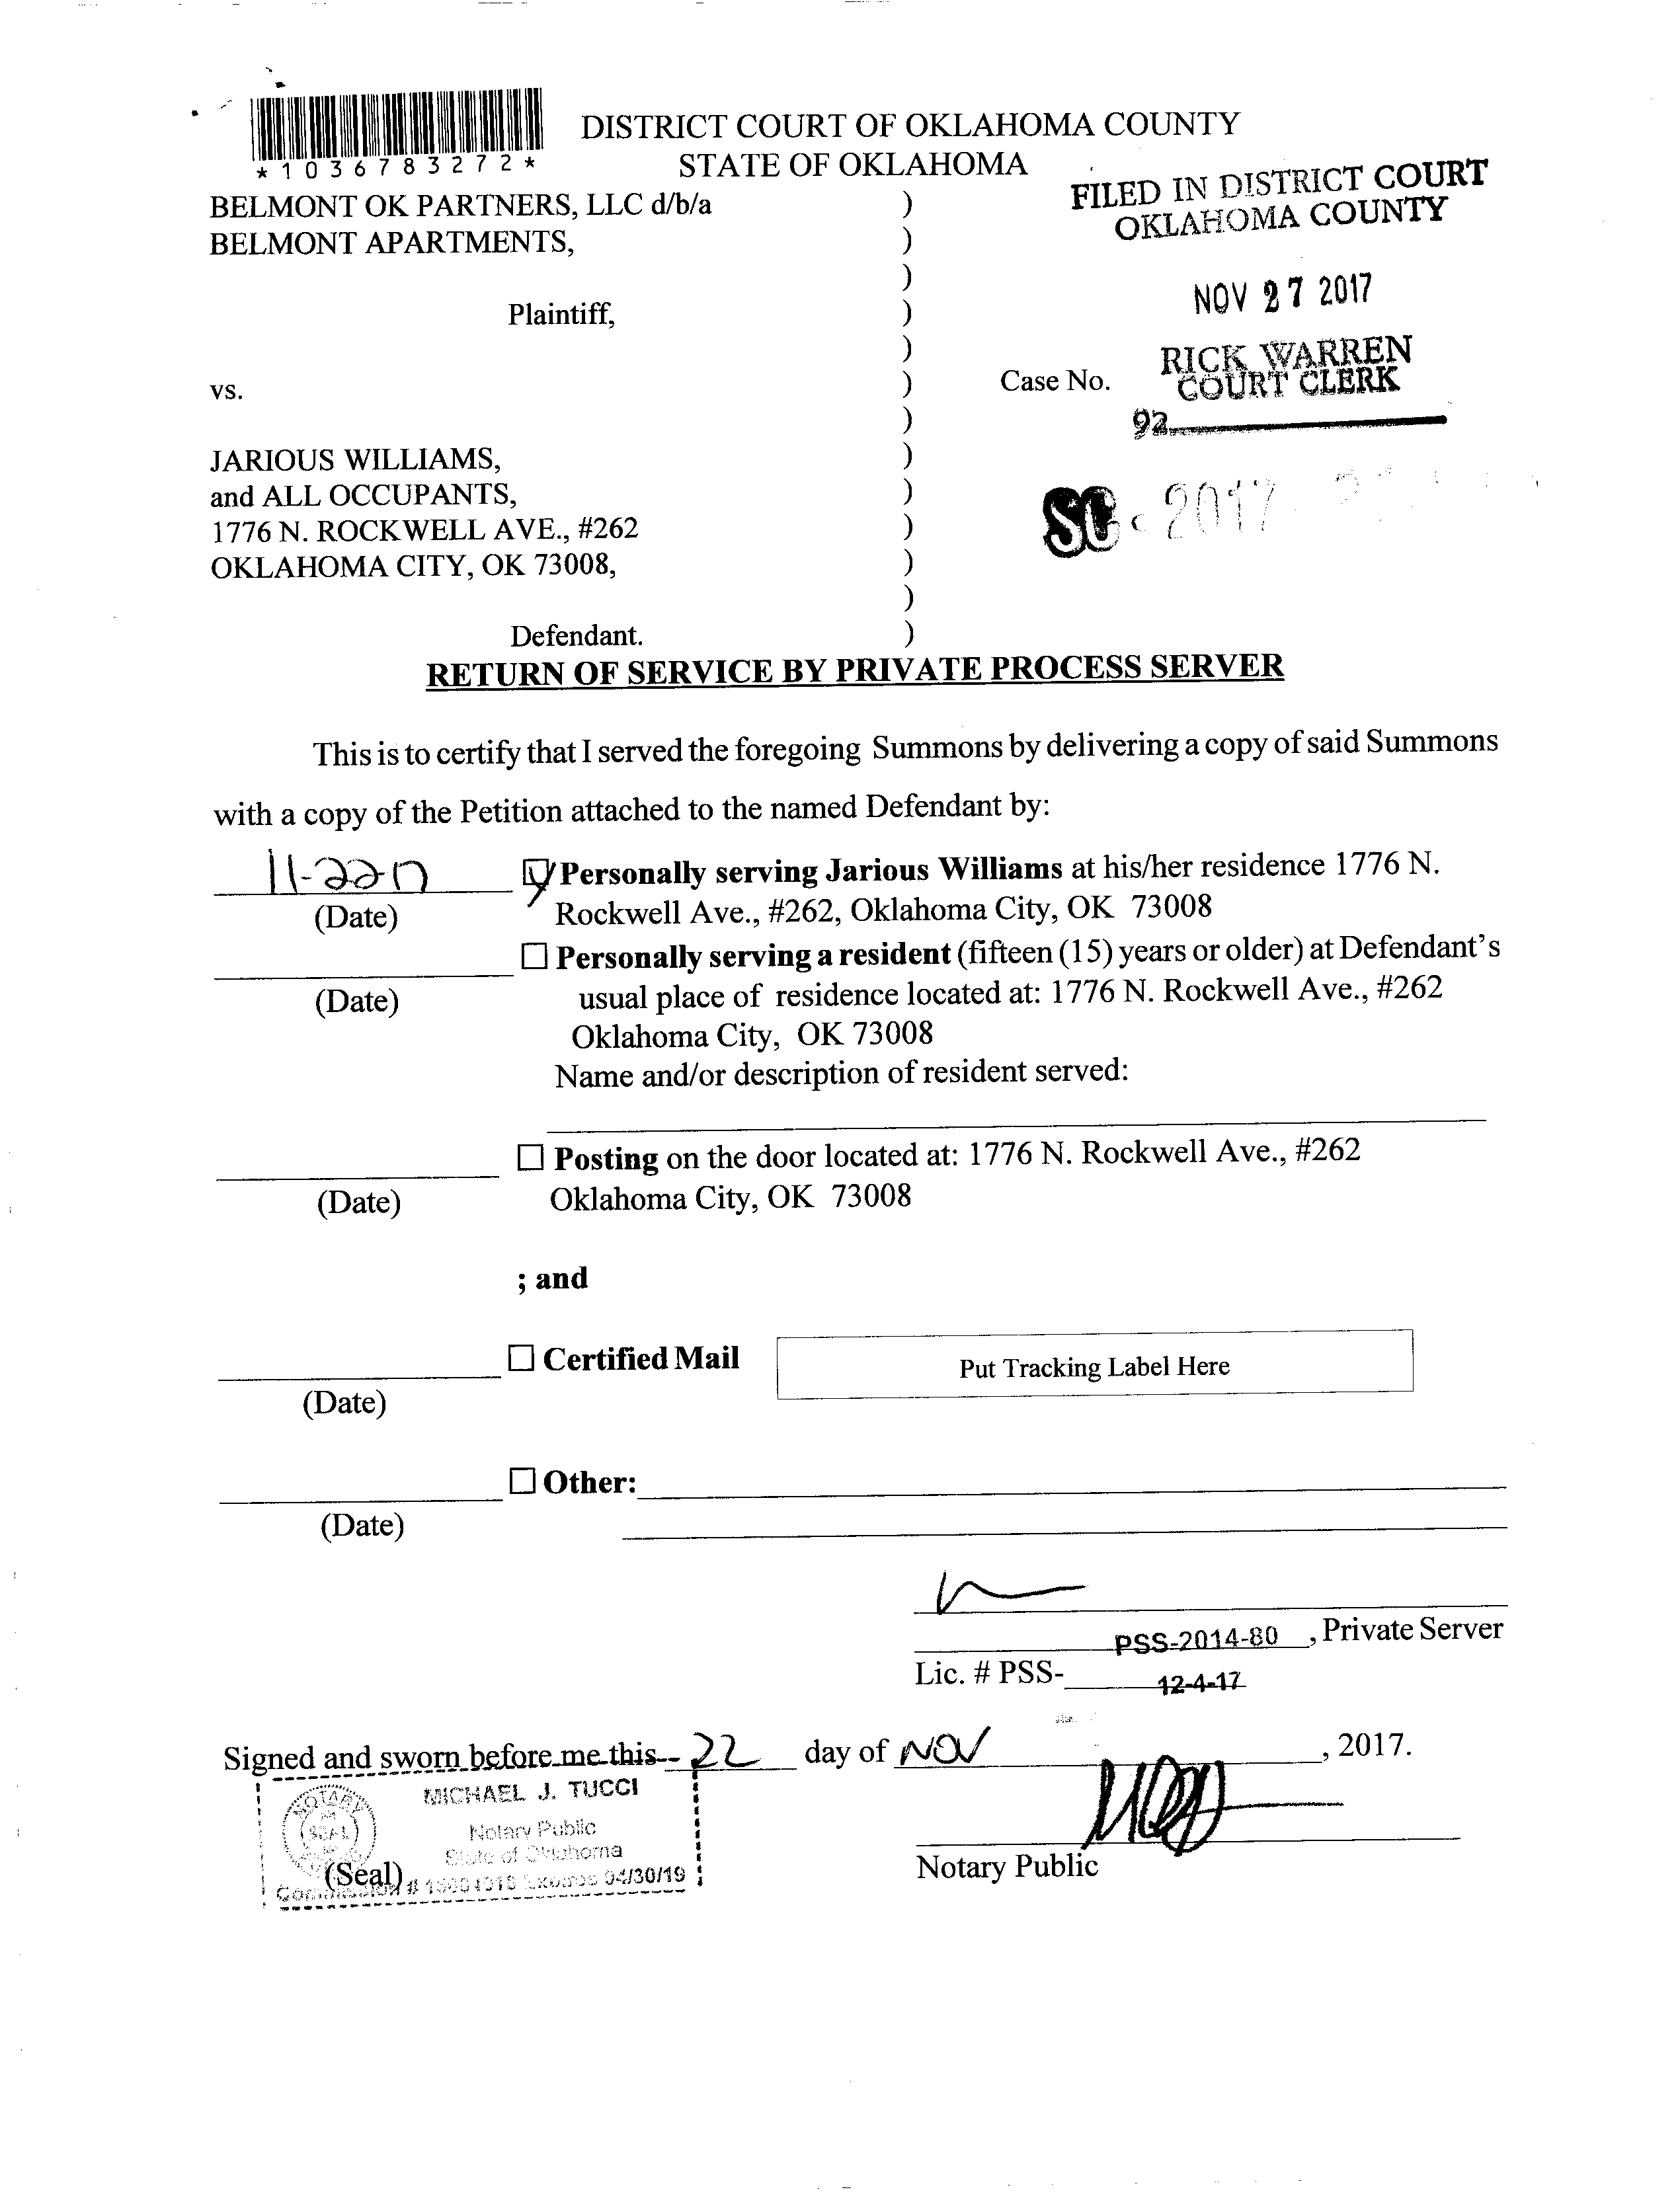 *1036783272*
DISTRICT COURT OF OKLAHOMA COUNTY
STATE OF OKLAHOMA
FILED IN DISTRICT COURT
OKLAHOMA COUNTY
BELMONT OK PARTNERS, LLC d/b/a )
BELMONT APARTMENTS, )
)
NOV 27 2017
Plaintiff, )
)
RICK WARREN
COURT CLERK
vs. ) Case No.
)
92
JARIOUS WILLIAMS, )
and ALL OCCUPANTS, )
SC - 2017
1776 N. ROCKWELL AVE., #262 )
OKLAHOMA CITY, OK 73008, )
)
Defendant. )
RETURN OF SERVICE BY PRIVATE PROCESS SERVER
This is to certify that I served the foregoing Summons by delivering a copy of said Summons
with a copy of the Petition attached to the named Defendant by:
11-22-17 Personally serving Jarious Williams at his/her residence 1776 N.
(Date) Rockwell Ave., #262, Oklahoma City, OK 73008
☐ Personally serving a resident (fifteen (15) years or older) at Defendant's
(Date) usual place of residence located at: 1776 N. Rockwell Ave., #262
Oklahoma City, OK 73008
Name and/or description of resident served:
☐ Posting on the door located at: 1776 N. Rockwell Ave., #262
(Date) Oklahoma City, OK 73008
; and
☐ Certified Mail Put Tracking Label Here
(Date)
☐ Other:
(Date)
PSS-2014-80 , Private Server
Lic. # PSS- 12-4-17
Signed and sworn before me this 22 day of NOV , 2017.
MICHAEL J. TUCCI
NOTARY
SEAL
Notary Public
State of Oklahoma
(Seal)
Commission # Expires 04/30/19
Notary Public